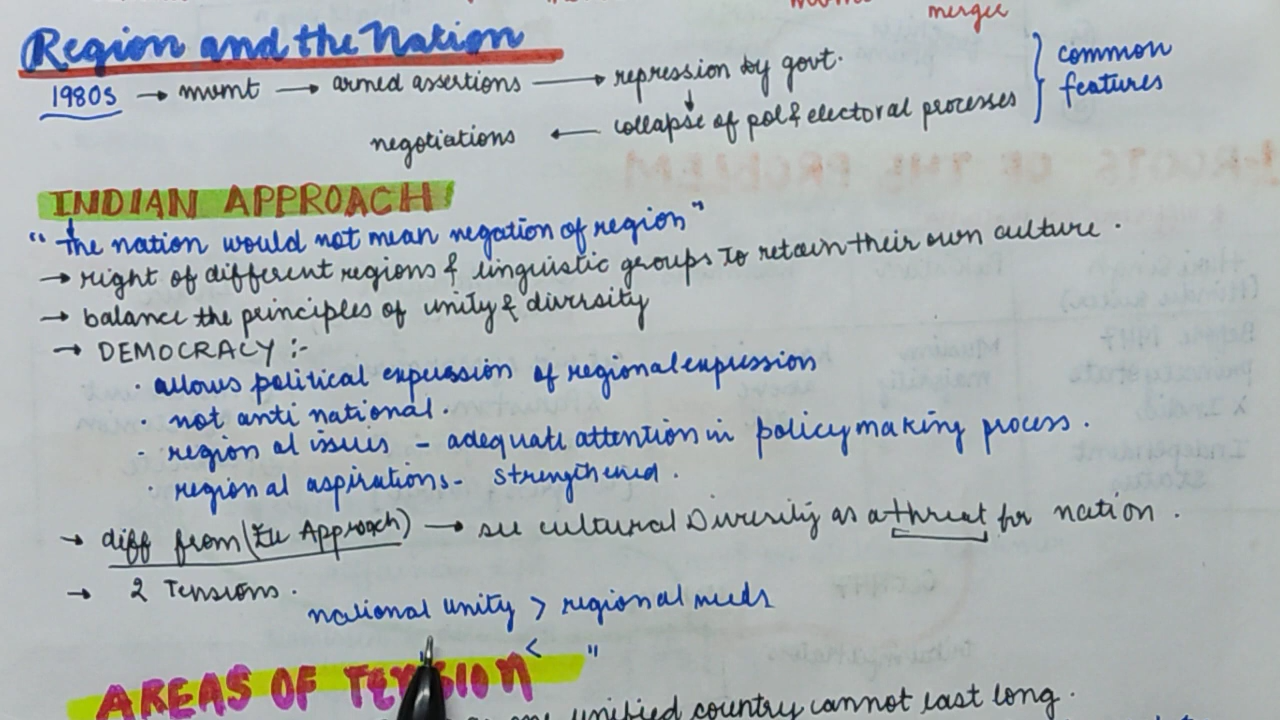 merge
Region and the Nation
1980s → mvmt → armed assertions → repression by govt.
negotiations ← collapse of pol & electoral processes
↓
} common
features
INDIAN APPROACH
"the nation would not mean negation of region"
→ right of different regions & linguistic groups to retain their own culture.
→ balance the principles of unity & diversity
→ DEMOCRACY :-
· allows political expression of regional expression
· not anti national.
· regional issues - adequate attention in policy making process.
· regional aspirations - strengthened.
→ diff from (Eu Approach) → see cultural Diversity as a threat for nation.
→ 2 Tensions.
national unity > regional needs
" < "
AREAS OF TENSION
one unified country cannot last long.